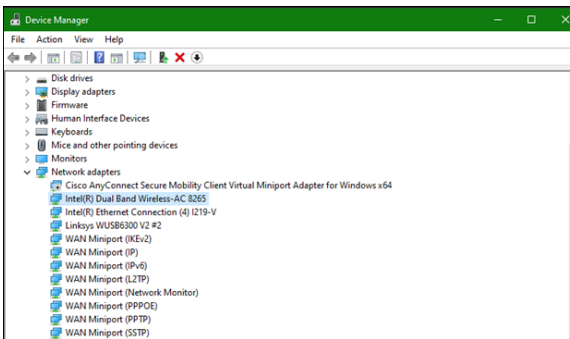 Device Manager
File Action View Help
Disk drives
Display adapters
Firmware
Human Interface Devices
Keyboards
Mice and other pointing devices
Monitors
Network adapters
Cisco AnyConnect Secure Mobility Client Virtual Miniport Adapter for Windows x64
Intel(R) Dual Band Wireless-AC 8265
Intel(R) Ethernet Connection (4) I219-V
Linksys WUSB6300 V2 #2
WAN Miniport (IKEv2)
WAN Miniport (IP)
WAN Miniport (IPv6)
WAN Miniport (L2TP)
WAN Miniport (Network Monitor)
WAN Miniport (PPPOE)
WAN Miniport (PPTP)
WAN Miniport (SSTP)